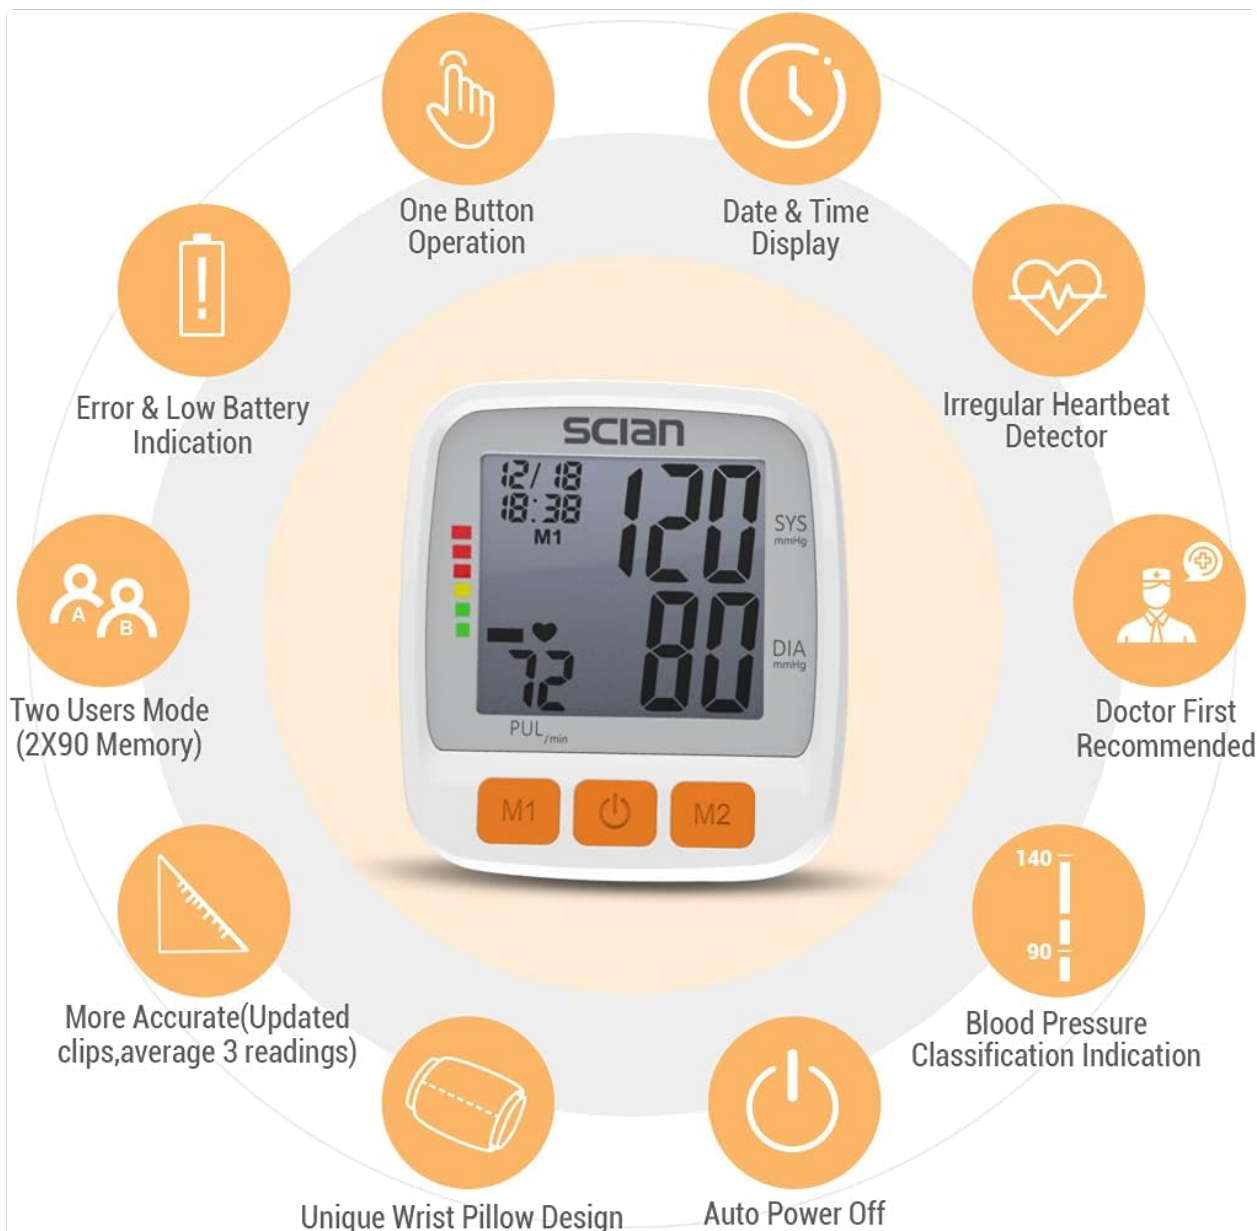 One Button
Operation
Date & Time
Display
Error & Low Battery
Indication
Irregular Heartbeat
Detector
SCIAN
12/18
18:38
M1
120
SYS
mmHg
80
DIA
mmHg
72
PUL/min
M1
M2
A
B
Two Users Mode
(2X90 Memory)
Doctor First
Recommended
More Accurate(Updated
clips,average 3 readings)
140
90
Blood Pressure
Classification Indication
Unique Wrist Pillow Design
Auto Power Off